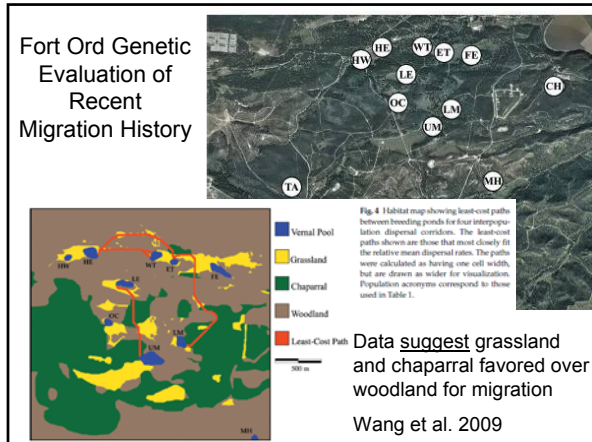 Fort Ord Genetic
Evaluation of
Recent
Migration History
HE
WT
ET
FE
HW
LE
CH
OC
LM
UM
TA
MH
Fig. 4 Habitat map showing least-cost paths
between breeding ponds for four interpop-
ulation dispersal corridors. The least-cost
paths shown are those that most closely fit
the relative mean dispersal rates. The paths
were calculated as having one cell width,
but are drawn as wider for visualization.
Population acronyms correspond to those
used in Table 1.
HW
HE
WT
ET
FE
LE
OC
UM
LM
MH
Vernal Pool
Grassland
Chaparral
Woodland
Least-Cost Path
500 m
Data suggest grassland
and chaparral favored over
woodland for migration
Wang et al. 2009